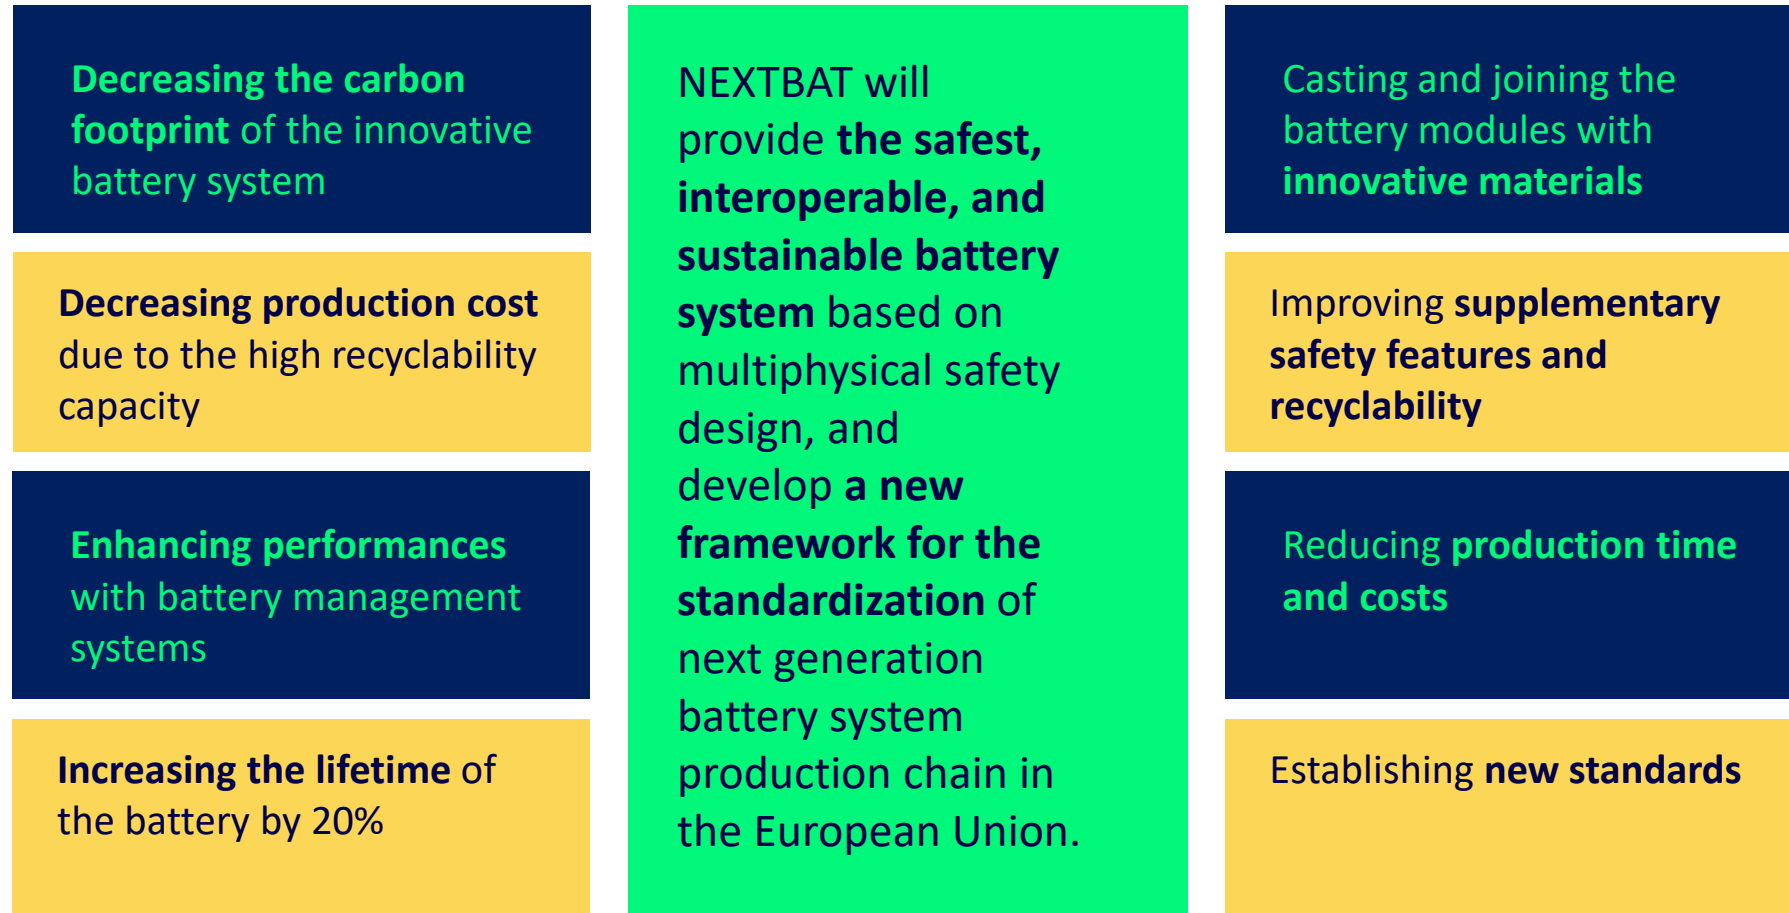 Decreasing the carbon
footprint of the innovative
battery system
Decreasing production cost
due to the high recyclability
capacity
Enhancing performances
with battery management
systems
Increasing the lifetime of
the battery by 20%
NEXTBAT will
provide the safest,
interoperable, and
sustainable battery
system based on
multiphysical safety
design, and
develop a new
framework for the
standardization of
next generation
battery system
production chain in
the European Union.
Casting and joining the
battery modules with
innovative materials
Improving supplementary
safety features and
recyclability
Reducing production time
and costs
Establishing new standards